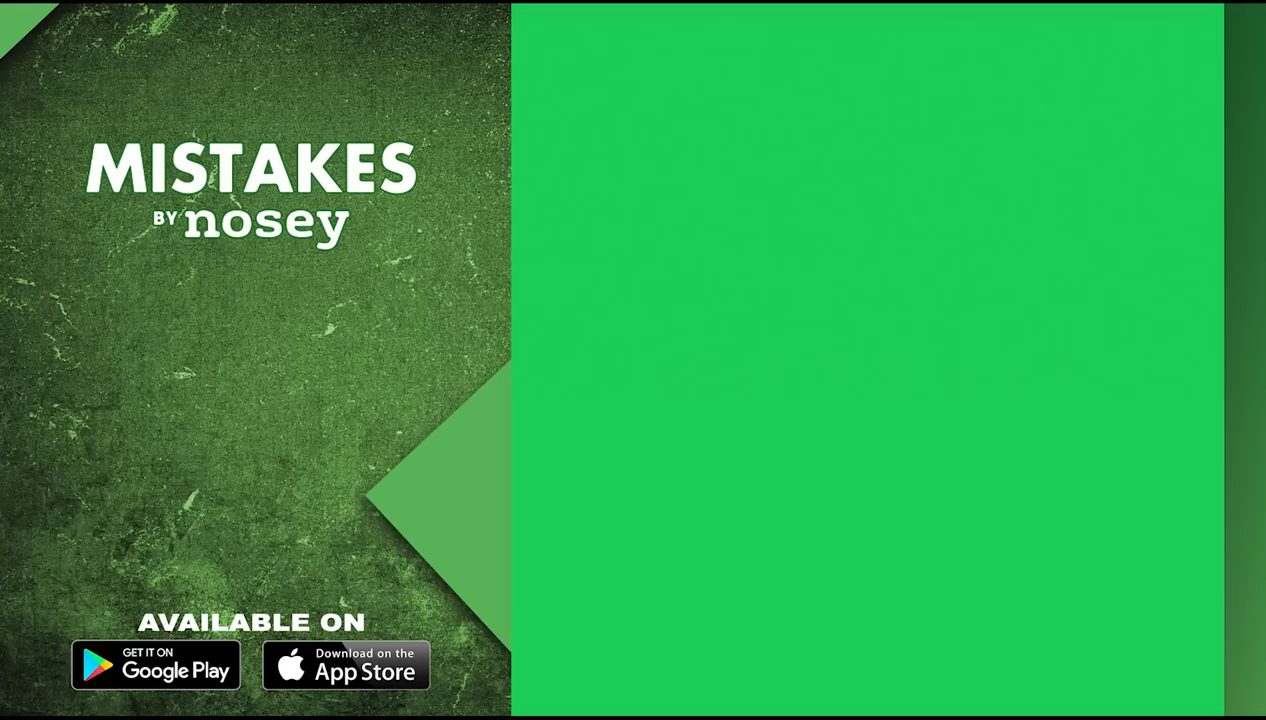 MISTAKES
BY nosey
AVAILABLE ON
GET IT ON
Google Play
Download on the
App Store